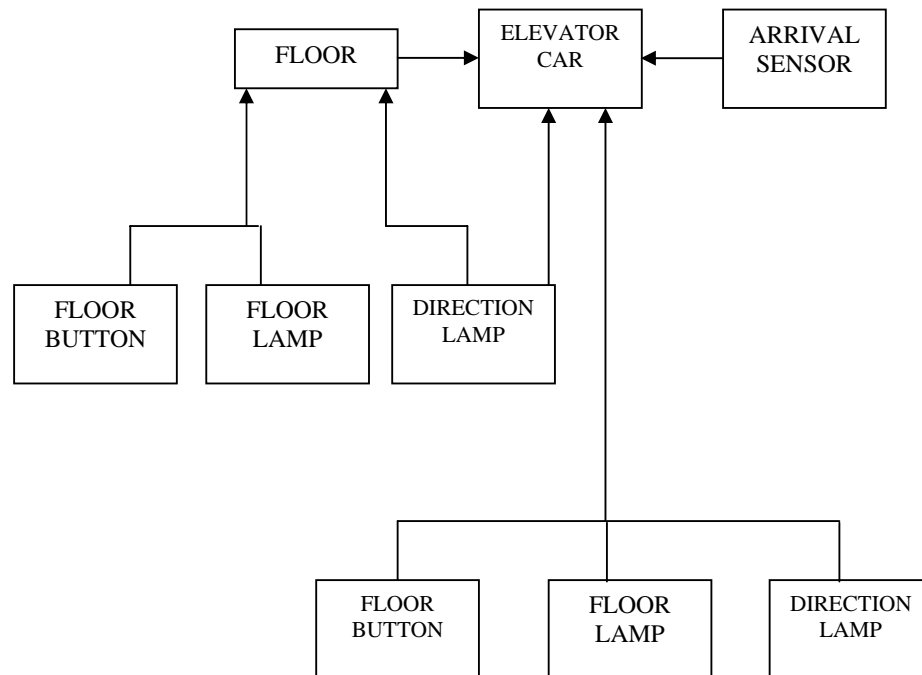 FLOOR
ELEVATOR
CAR
ARRIVAL
SENSOR
FLOOR
BUTTON
FLOOR
LAMP
DIRECTION
LAMP
FLOOR
BUTTON
FLOOR
LAMP
DIRECTION
LAMP